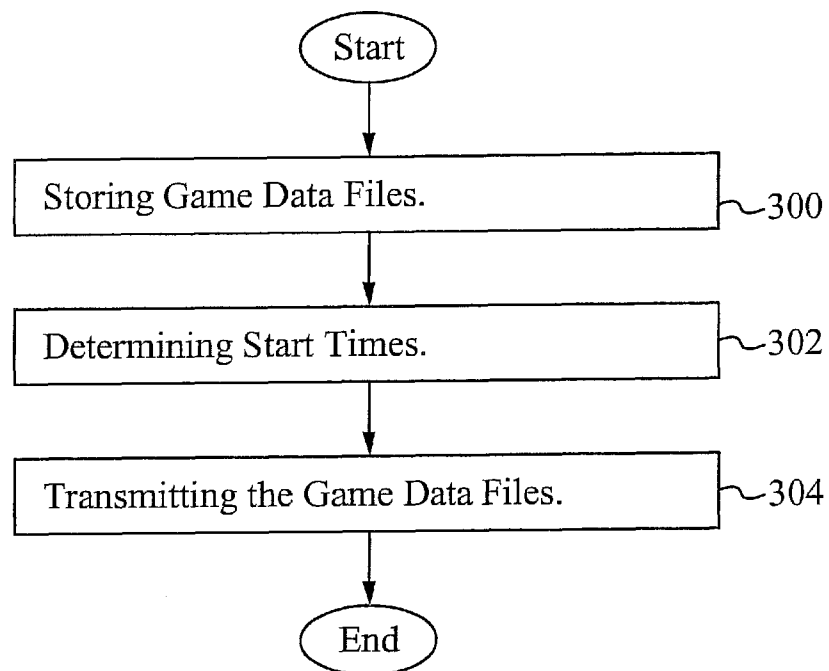 Start
Storing Game Data Files.
300
Determining Start Times.
302
Transmitting the Game Data Files.
304
End